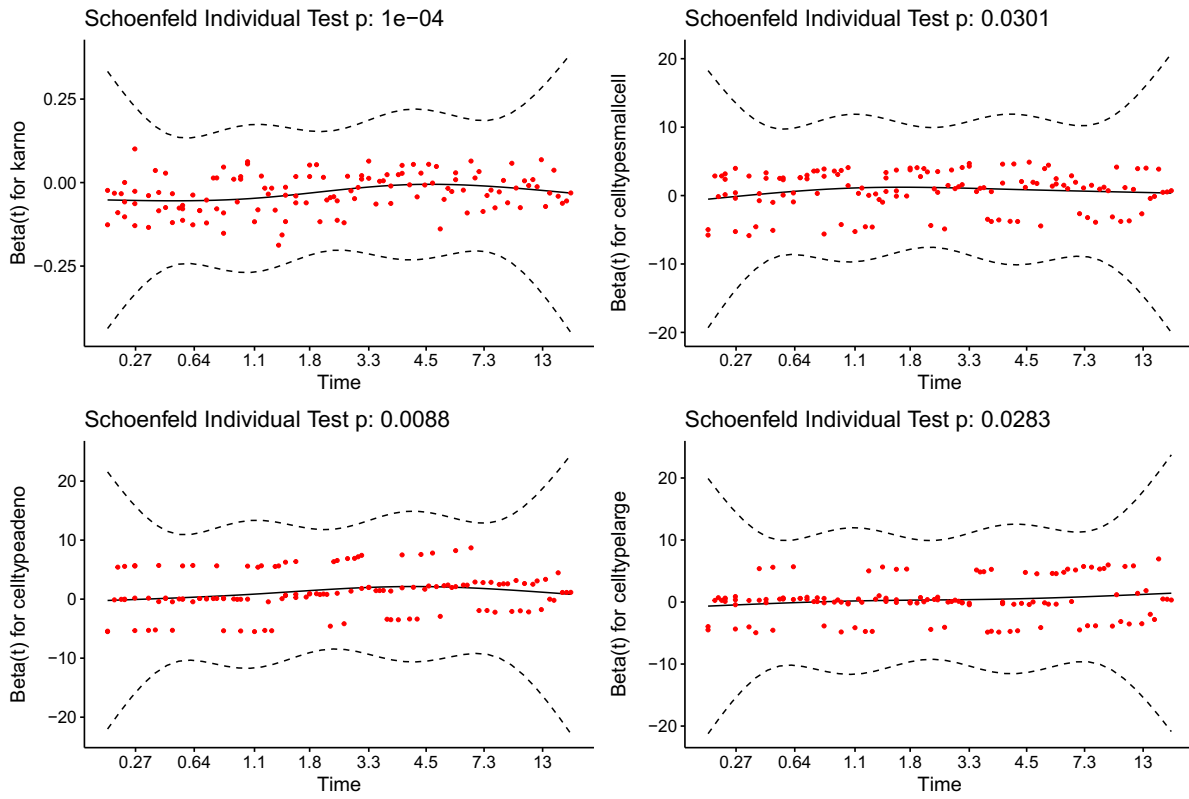 Schoenfeld Individual Test p: 1e−04
Beta(t) for karno
0.25
0.00
−0.25
0.27 0.64 1.1 1.8 3.3 4.5 7.3 13
Time
Schoenfeld Individual Test p: 0.0301
Beta(t) for celltypesmallcell
20
10
0
−10
−20
0.27 0.64 1.1 1.8 3.3 4.5 7.3 13
Time
Schoenfeld Individual Test p: 0.0088
Beta(t) for celltypeadeno
20
10
0
−10
−20
0.27 0.64 1.1 1.8 3.3 4.5 7.3 13
Time
Schoenfeld Individual Test p: 0.0283
Beta(t) for celltypelarge
20
10
0
−10
−20
0.27 0.64 1.1 1.8 3.3 4.5 7.3 13
Time